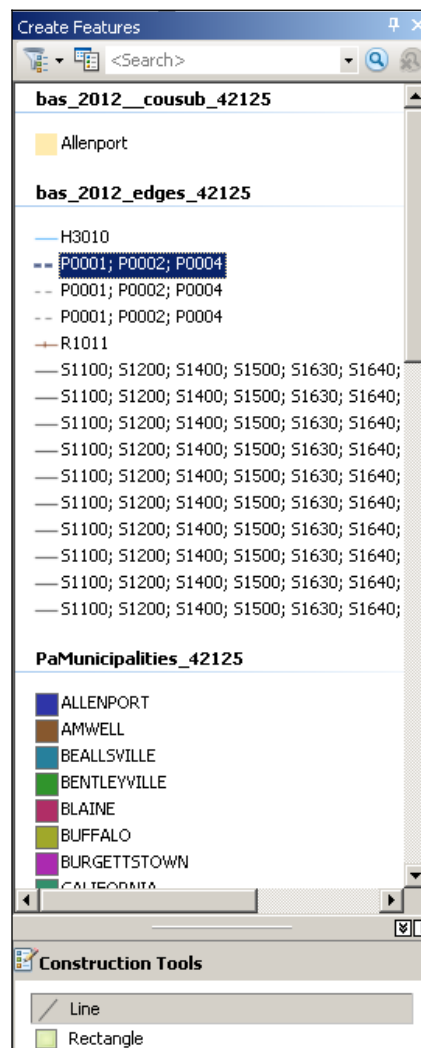 Create Features
<Search>
bas_2012__cousub_42125
Allenport
bas_2012_edges_42125
H3010
P0001; P0002; P0004
P0001; P0002; P0004
P0001; P0002; P0004
R1011
S1100; S1200; S1400; S1500; S1630; S1640;
S1100; S1200; S1400; S1500; S1630; S1640;
S1100; S1200; S1400; S1500; S1630; S1640;
S1100; S1200; S1400; S1500; S1630; S1640;
S1100; S1200; S1400; S1500; S1630; S1640;
S1100; S1200; S1400; S1500; S1630; S1640;
S1100; S1200; S1400; S1500; S1630; S1640;
S1100; S1200; S1400; S1500; S1630; S1640;
S1100; S1200; S1400; S1500; S1630; S1640;
S1100; S1200; S1400; S1500; S1630; S1640;
PaMunicipalities_42125
ALLENPORT
AMWELL
BEALLSVILLE
BENTLEYVILLE
BLAINE
BUFFALO
BURGETTSTOWN
CALIFORNIA
Construction Tools
Line
Rectangle